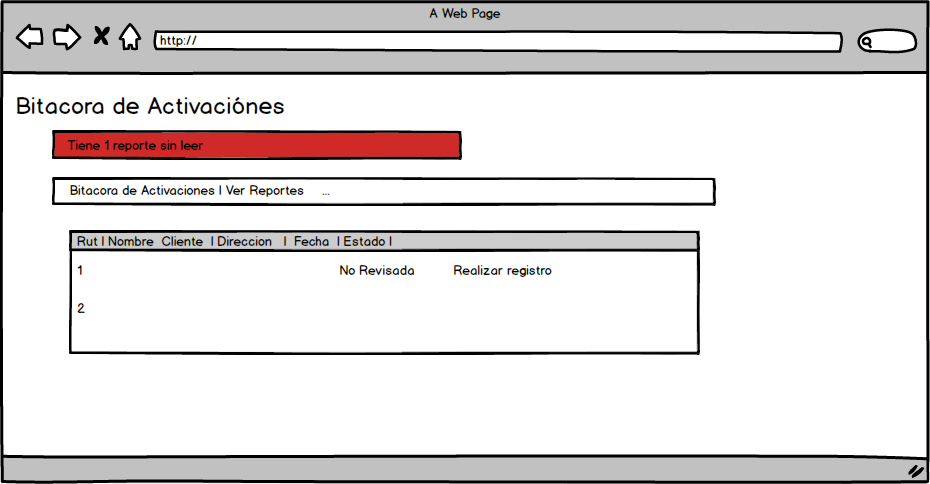 A Web Page
http://
Bitacora de Activaciónes
Tiene 1 reporte sin leer
Bitacora de Activaciones | Ver Reportes ...
Rut | Nombre Cliente | Direccion | Fecha | Estado |
1 No Revisada Realizar registro
2